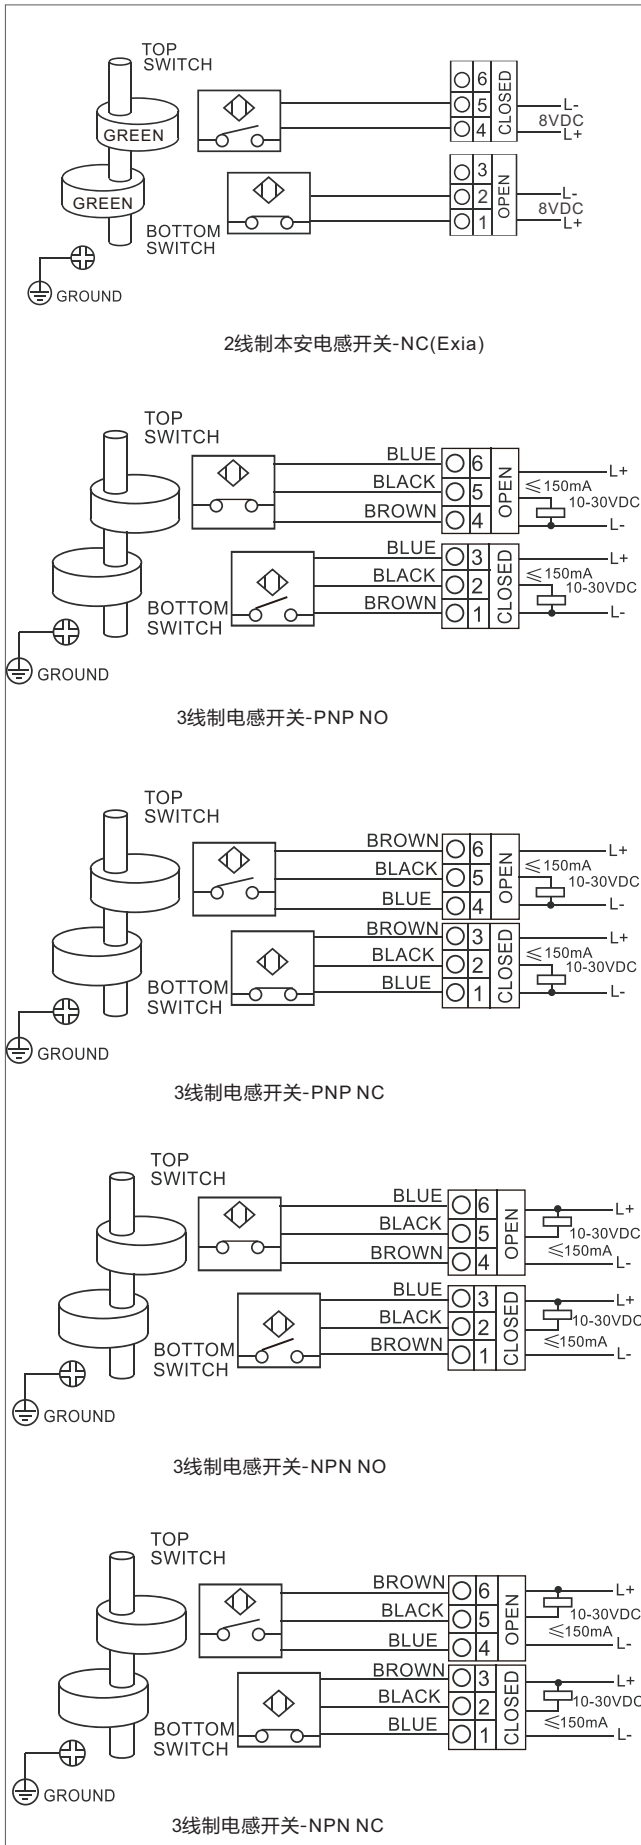 TOP
SWITCH
GREEN
GREEN
BOTTOM
SWITCH
GROUND
6
5
4
CLOSED
L-
8VDC
L+
3
2
1
OPEN
L-
8VDC
L+
2线制本安电感开关-NC(Exia)
TOP
SWITCH
BLUE
BLACK
BROWN
6
5
4
OPEN
L+
≤150mA
10-30VDC
L-
BLUE
BLACK
BROWN
3
2
1
CLOSED
L+
≤150mA
10-30VDC
L-
BOTTOM
SWITCH
GROUND
3线制电感开关-PNP NO
TOP
SWITCH
BROWN
BLACK
BLUE
6
5
4
OPEN
L+
≤150mA
10-30VDC
L-
BROWN
BLACK
BLUE
3
2
1
CLOSED
L+
≤150mA
10-30VDC
L-
BOTTOM
SWITCH
GROUND
3线制电感开关-PNP NC
TOP
SWITCH
BLUE
BLACK
BROWN
6
5
4
OPEN
L+
10-30VDC
≤150mA
L-
BLUE
BLACK
BROWN
3
2
1
CLOSED
L+
10-30VDC
≤150mA
L-
BOTTOM
SWITCH
GROUND
3线制电感开关-NPN NO
TOP
SWITCH
BROWN
BLACK
BLUE
6
5
4
OPEN
L+
10-30VDC
≤150mA
L-
BROWN
BLACK
BLUE
3
2
1
CLOSED
L+
10-30VDC
≤150mA
L-
BOTTOM
SWITCH
GROUND
3线制电感开关-NPN NC